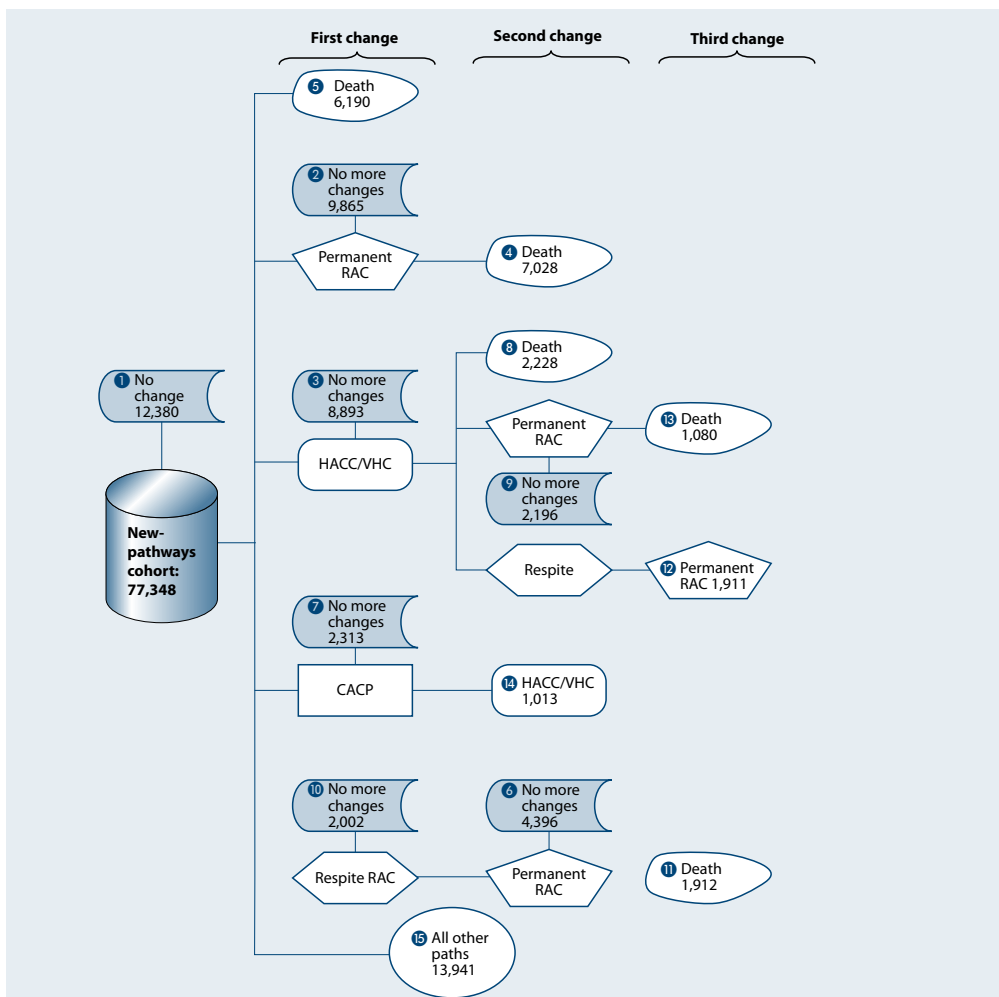 First change
Second change
Third change
5 Death
6,190
2 No more
changes
9,865
Permanent
RAC
4 Death
7,028
8 Death
2,228
1 No
change
12,380
3 No more
changes
8,893
HACC/VHC
Permanent
RAC
13 Death
1,080
9 No more
changes
2,196
New-
pathways
cohort:
77,348
Respite
12 Permanent
RAC 1,911
7 No more
changes
2,313
CACP
14 HACC/VHC
1,013
10 No more
changes
2,002
6 No more
changes
4,396
Respite RAC
Permanent
RAC
11 Death
1,912
15 All other
paths
13,941